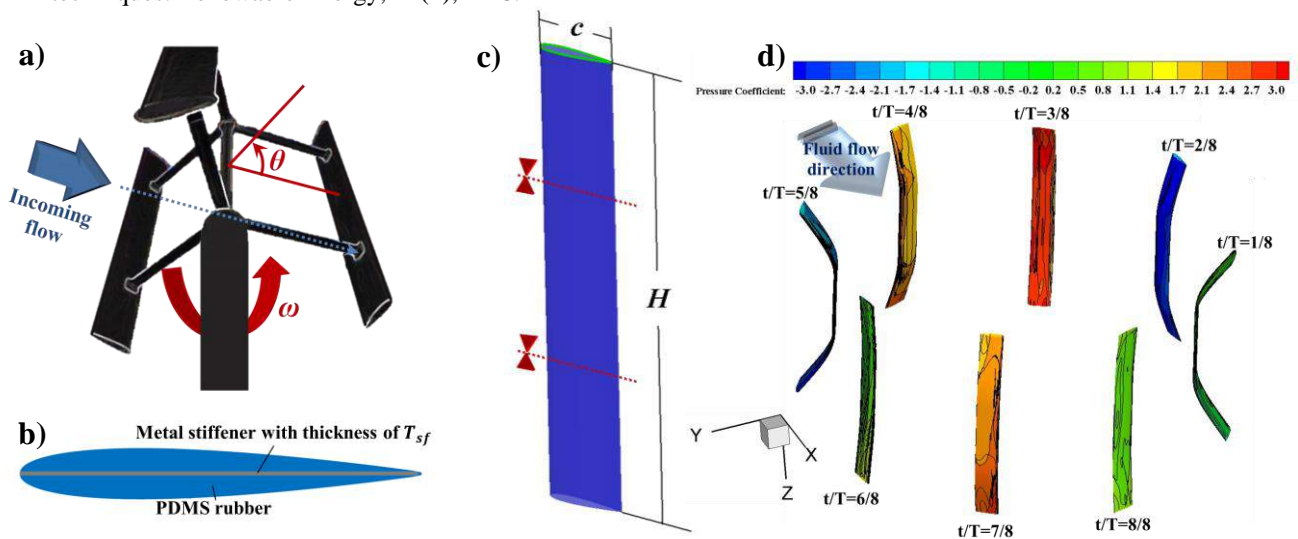 techniques. Renewable Energy,
a)
θ
Incoming
flow
ω
b)
Metal stiffener with thickness of T_sf
PDMS rubber
c)
c
H
d)
Pressure Coefficient: -3.0 -2.7 -2.4 -2.1 -1.7 -1.4 -1.1 -0.8 -0.5 -0.2 0.2 0.5 0.8 1.1 1.4 1.7 2.1 2.4 2.7 3.0
t/T=4/8
t/T=3/8
t/T=2/8
Fluid flow
direction
t/T=5/8
t/T=1/8
Y
X
Z
t/T=6/8
t/T=7/8
t/T=8/8